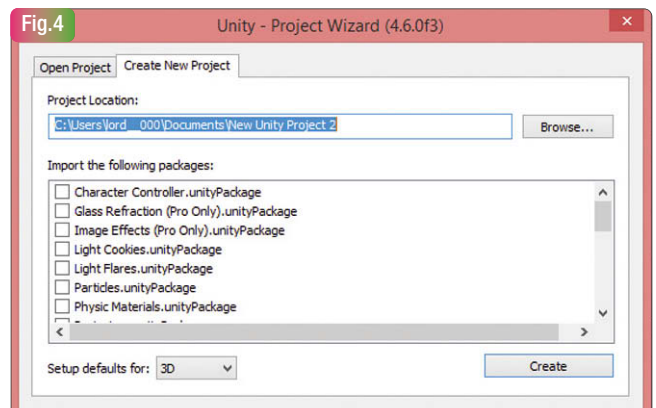 Fig.4
Unity - Project Wizard (4.6.0f3)
Open Project
Create New Project
Project Location:
C:\Users\lord__000\Documents\New Unity Project 2
Browse...
Import the following packages:
Character Controller.unityPackage
Glass Refraction (Pro Only).unityPackage
Image Effects (Pro Only).unityPackage
Light Cookies.unityPackage
Light Flares.unityPackage
Particles.unityPackage
Physic Materials.unityPackage
Setup defaults for: 3D
Create